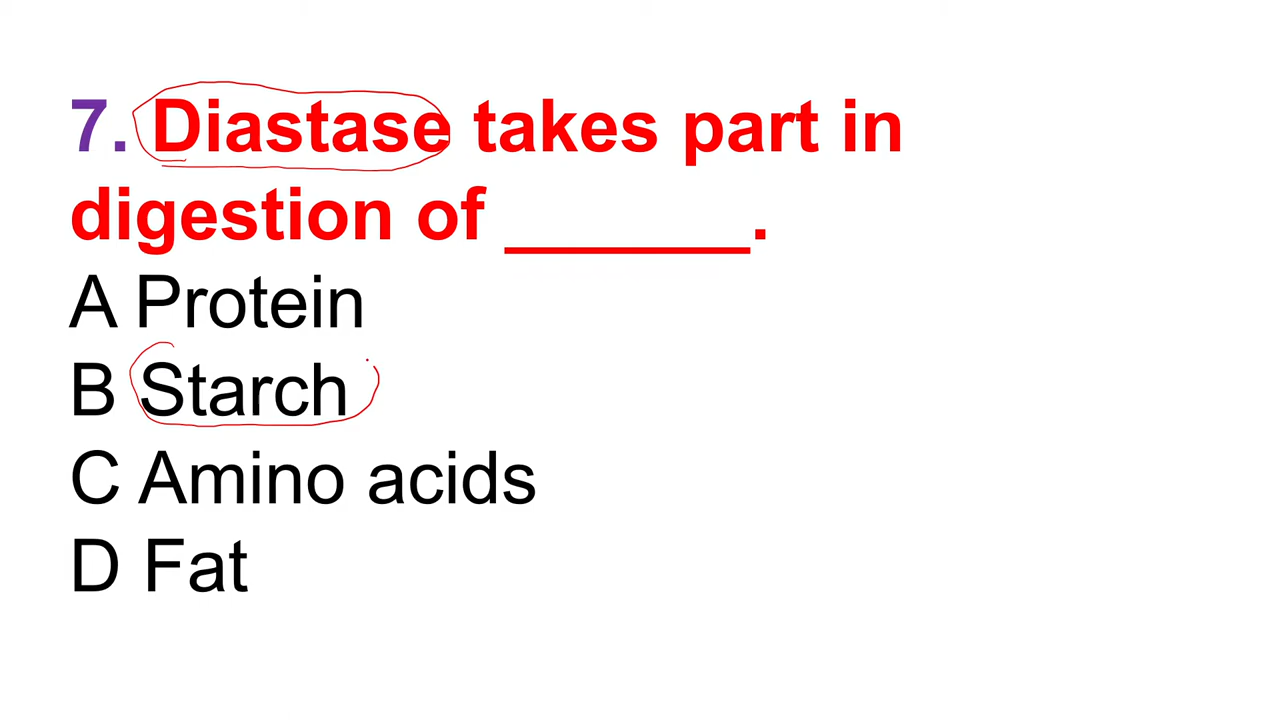 7. Diastase takes part in
digestion of ______.
A Protein
B Starch
C Amino acids
D Fat